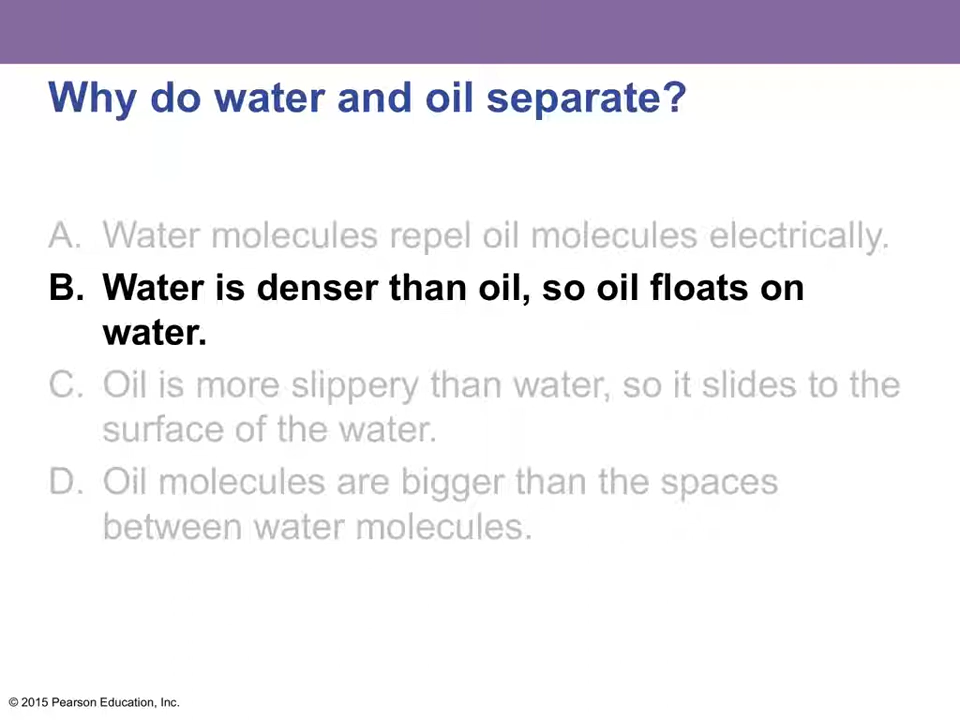 Why do water and oil separate?
A. Water molecules repel oil molecules electrically.
B. Water is denser than oil, so oil floats on
water.
C. Oil is more slippery than water, so it slides to the
surface of the water.
D. Oil molecules are bigger than the spaces
between water molecules.
© 2015 Pearson Education, Inc.